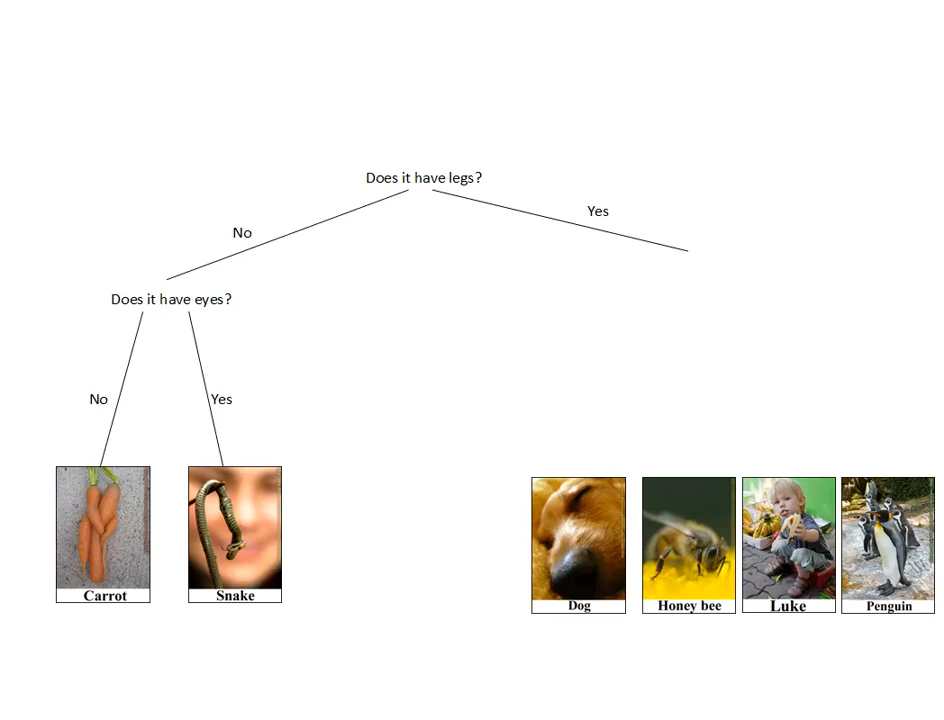 Does it have legs?
Yes
No
Does it have eyes?
No
Yes
Carrot
Snake
Dog
Honey bee
Luke
Penguin